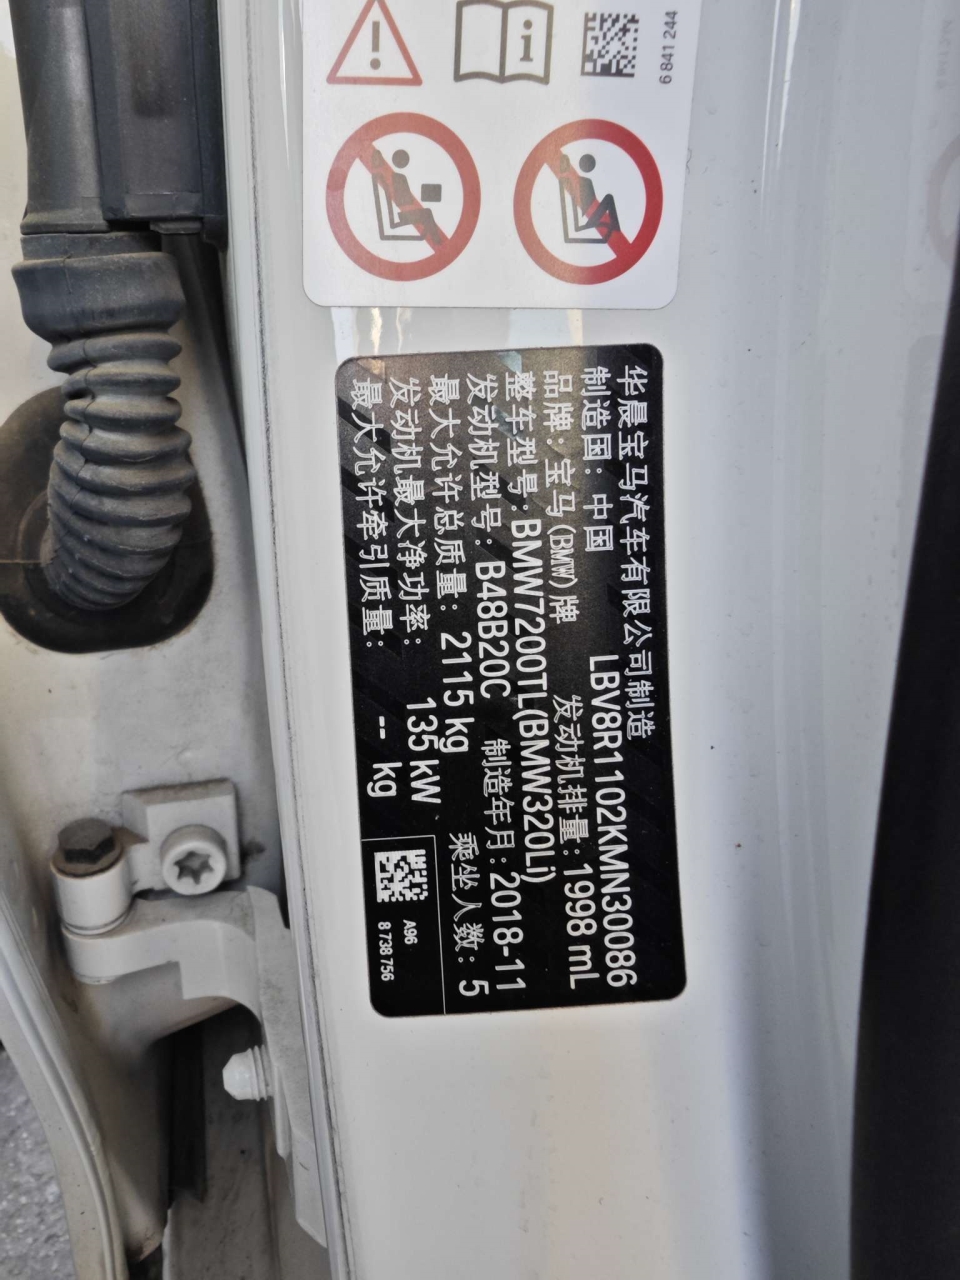 6 841 244
华晨宝马汽车有限公司制造
制造国：中国 LBV8R1102KMN30086
品牌：宝马(BMW)牌 发动机排量：1998 mL
整车型号：BMW7200TL(BMW320Li)
发动机型号：B48B20C 制造年月：2018-11
最大允许总质量：2115 kg 乘坐人数：5
发动机最大净功率：135 kW
最大允许牵引质量：-- kg
A96
8 738 756